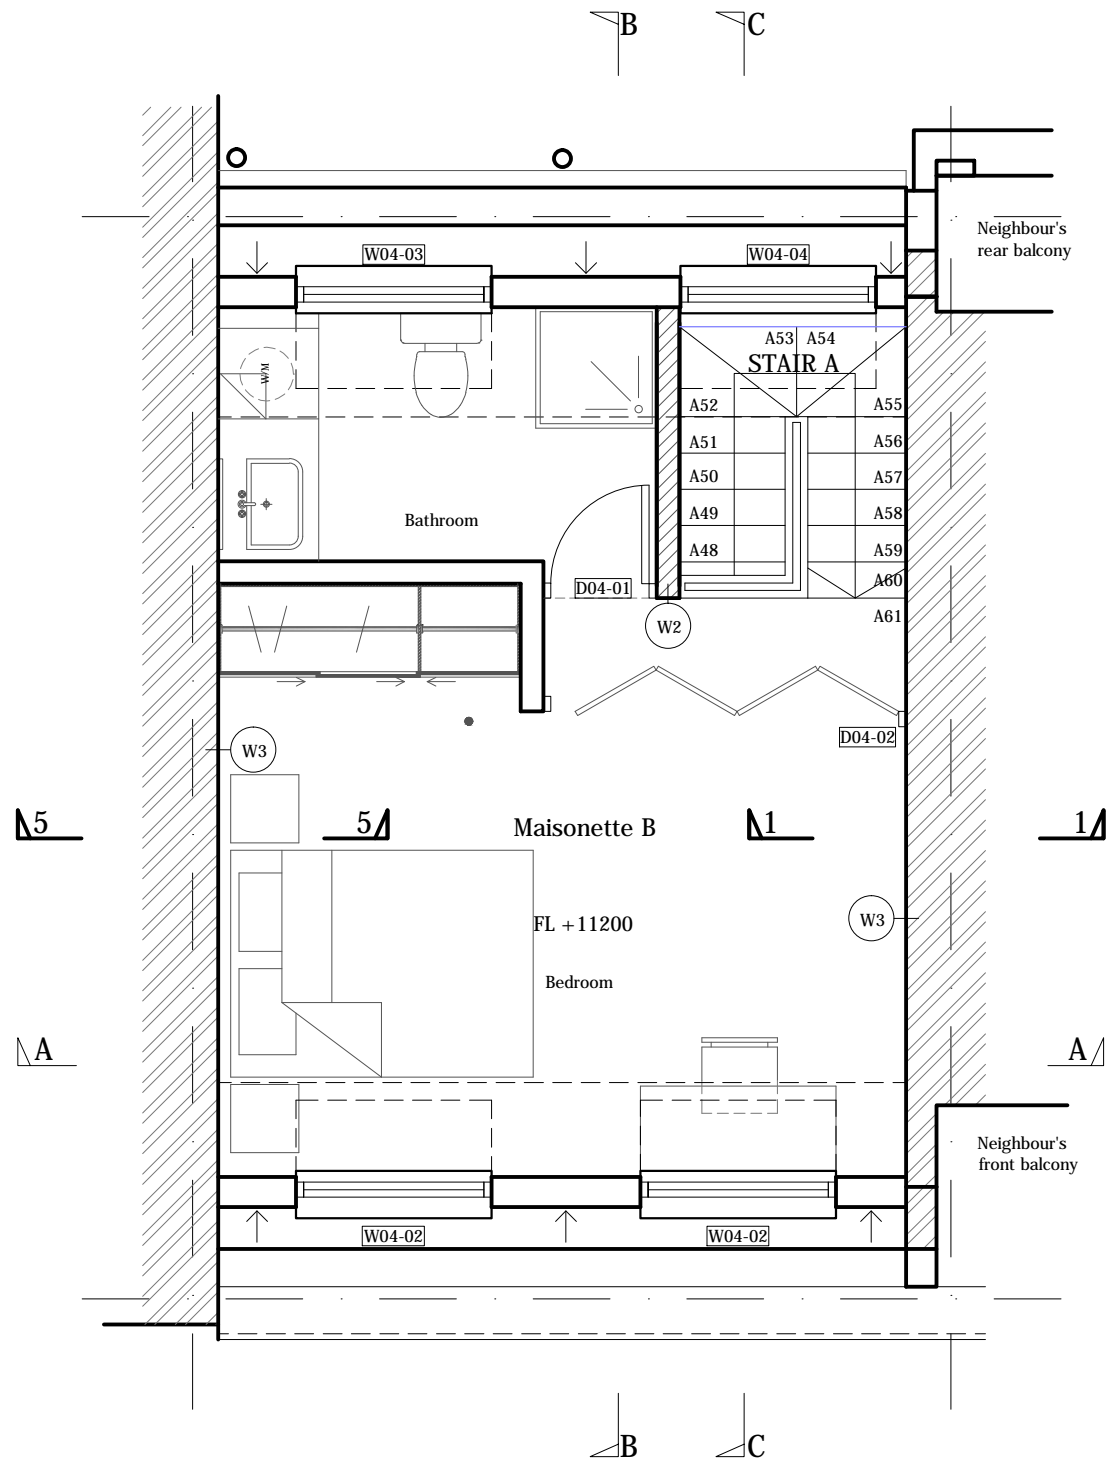 B
C
Neighbour's
rear balcony
W04-03
W04-04
A53
A54
STAIR A
W/M
A52
A55
A51
A56
A50
A57
A49
A58
Bathroom
A48
A59
A60
D04-01
A61
W2
D04-02
W3
5
5
Maisonette B
1
1
W3
FL +11200
Bedroom
A
A
Neighbour's
front balcony
W04-02
W04-02
B
C